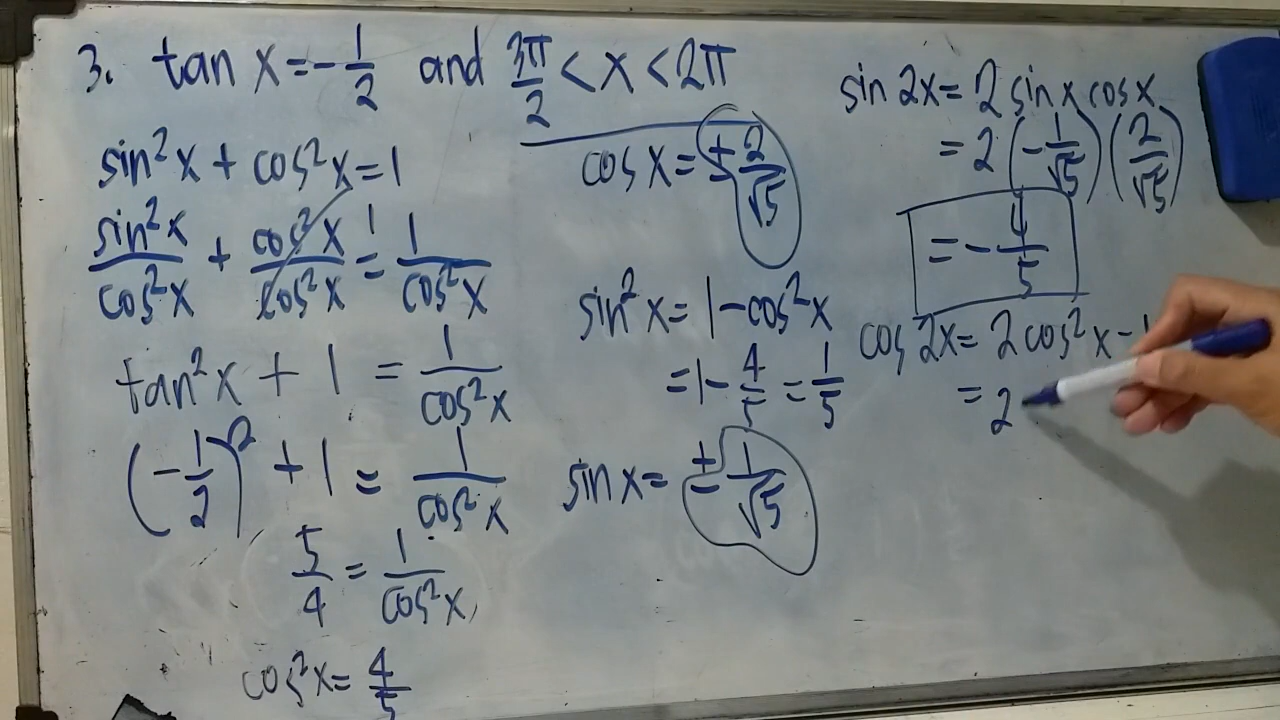 3. tan x = -1/2 and 3π/2 < x < 2π
sin²x + cos²x = 1
sin²x/cos²x + cos²x/cos²x 1 = 1/cos²x
tan²x + 1 = 1/cos²x
(-1/2)² + 1 = 1/cos²x
5/4 = 1/cos²x
cos²x = 4/5
cos x = ± 2/√5
sin²x = 1 - cos²x
= 1 - 4/5 = 1/5
sin x = ± 1/√5
sin 2x = 2 sin x cos x
= 2 (-1/√5) (2/√5)
= - 4/5
cos 2x = 2 cos²x - 1
= 2